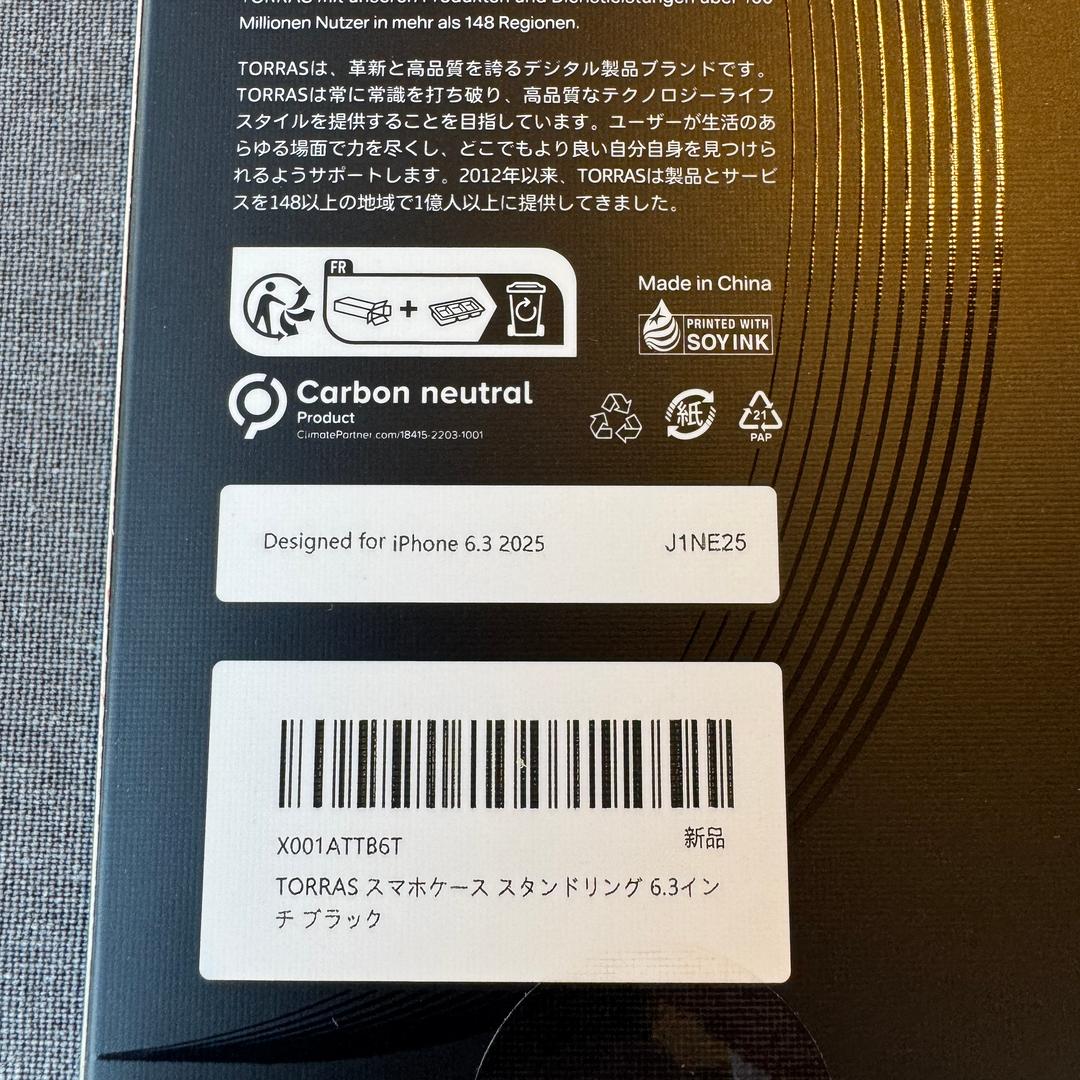 TORRAS mit unseren Produkten und Dienstleistungen über 100
Millionen Nutzer in mehr als 148 Regionen.
TORRASは、革新と高品質を誇るデジタル製品ブランドです。
TORRASは常に常識を打ち破り、高品質なテクノロジーライフ
スタイルを提供することを目指しています。ユーザーが生活のあ
らゆる場面で力を尽くし、どこでもより良い自分自身を見つけら
れるようサポートします。2012年以来、TORRASは製品とサービ
スを148以上の地域で1億人以上に提供してきました。
FR
Made in China
PRINTED WITH
SOY INK
Carbon neutral
Product
ClimatePartner.com/18415-2203-1001
紙
21
PAP
Designed for iPhone 6.3 2025 J1NE25
X001ATTB6T 新品
TORRAS スマホケース スタンドリング 6.3イン
チ ブラック